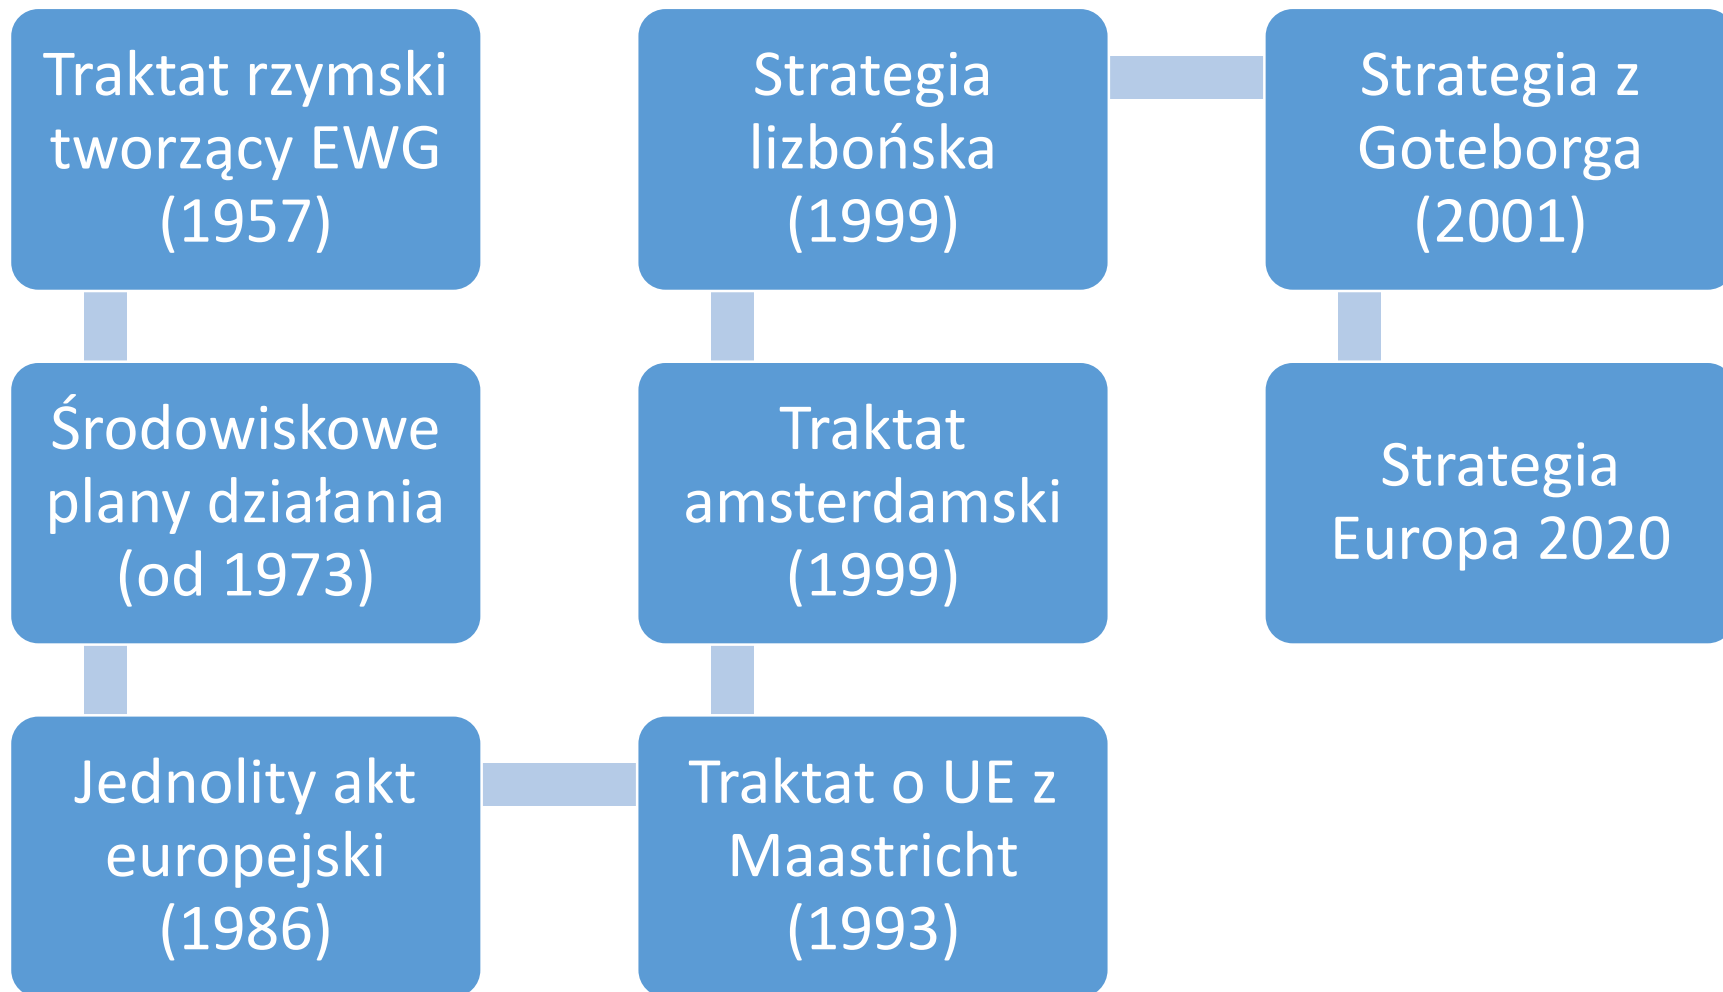 Traktat rzymski
tworzący EWG
(1957)
Środowiskowe
plany działania
(od 1973)
Jednolity akt
europejski
(1986)
Traktat o UE z
Maastricht
(1993)
Traktat
amsterdamski
(1999)
Strategia
lizbońska
(1999)
Strategia z
Goteborga
(2001)
Strategia
Europa 2020